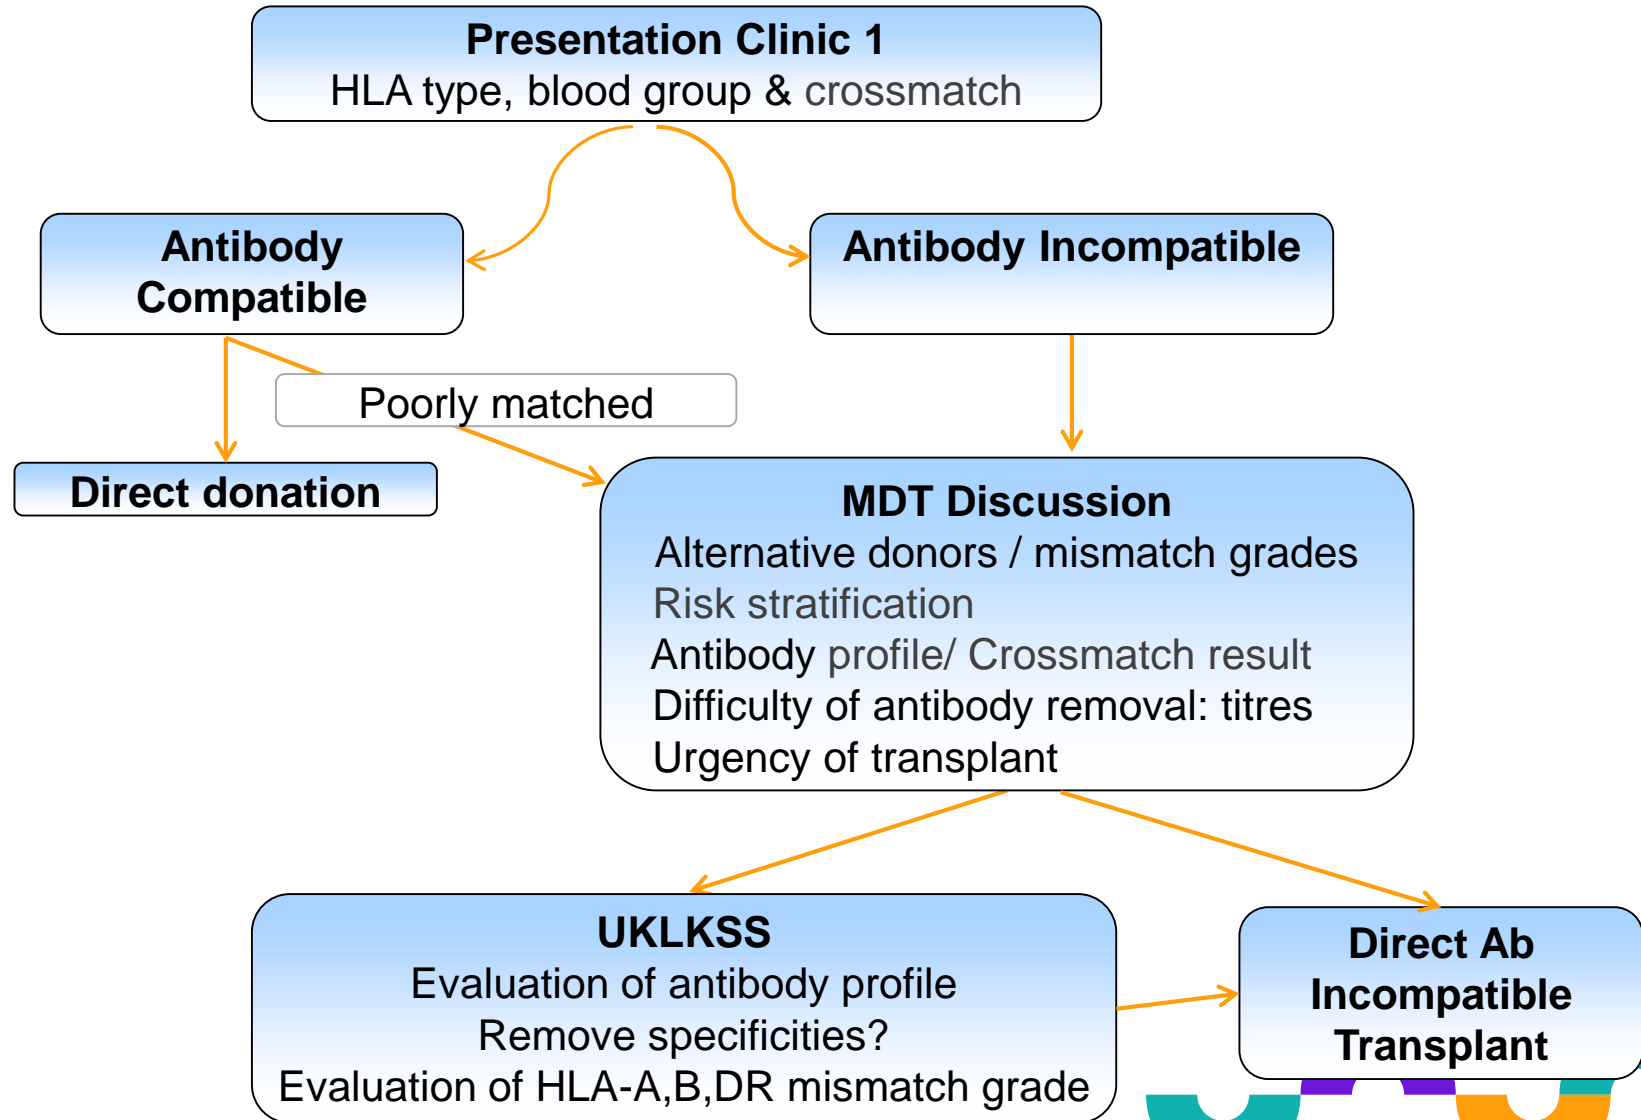 Presentation Clinic 1
HLA type, blood group & crossmatch
Antibody
Compatible
Antibody Incompatible
Poorly matched
Direct donation
MDT Discussion
Alternative donors / mismatch grades
Risk stratification
Antibody profile/ Crossmatch result
Difficulty of antibody removal: titres
Urgency of transplant
UKLKSS
Evaluation of antibody profile
Remove specificities?
Evaluation of HLA-A,B,DR mismatch grade
Direct Ab
Incompatible
Transplant